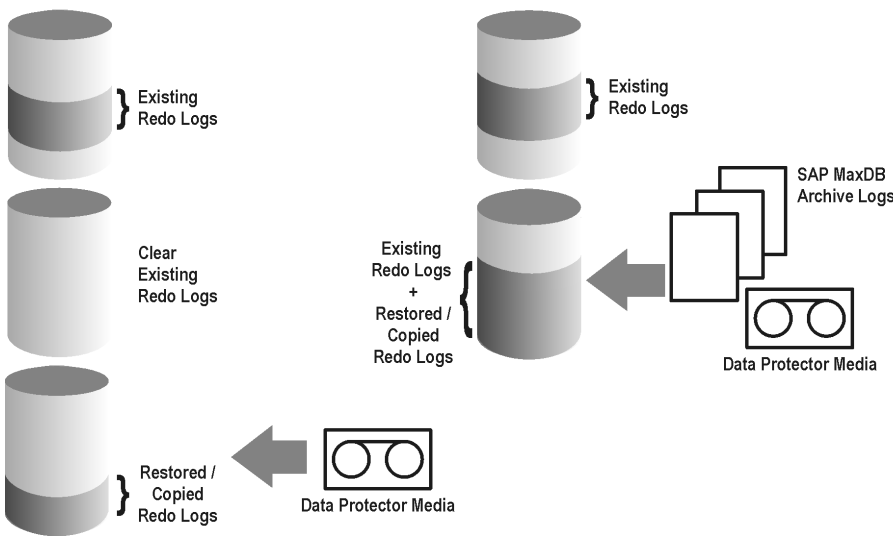 Existing
Redo Logs
Clear
Existing
Redo Logs
Restored /
Copied
Redo Logs
Data Protector Media
Existing
Redo Logs
SAP MaxDB
Archive Logs
Existing
Redo Logs
+
Restored /
Copied
Redo Logs
Data Protector Media